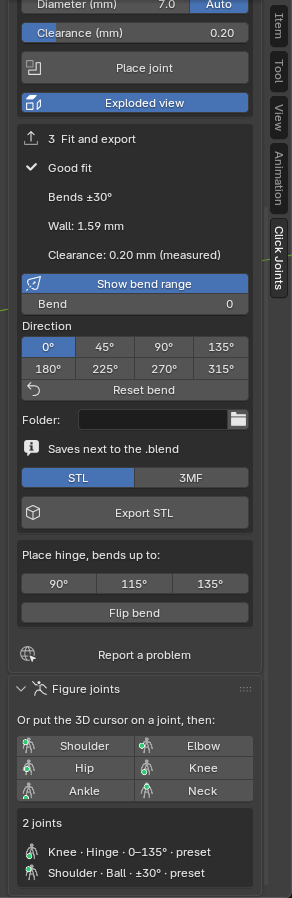 Diameter (mm) 7.0 Auto
Clearance (mm) 0.20
Place joint
Exploded view
3 Fit and export
Good fit
Bends ±30°
Wall: 1.59 mm
Clearance: 0.20 mm (measured)
Show bend range
Bend 0
Direction
0° 45° 90° 135°
180° 225° 270° 315°
Reset bend
Folder:
Saves next to the .blend
STL 3MF
Export STL
Place hinge, bends up to:
90° 115° 135°
Flip bend
Report a problem
Figure joints
Or put the 3D cursor on a joint, then:
Shoulder Elbow
Hip Knee
Ankle Neck
2 joints
Knee · Hinge · 0–135° · preset
Shoulder · Ball · ±30° · preset
Item
Tool
View
Animation
Click Joints